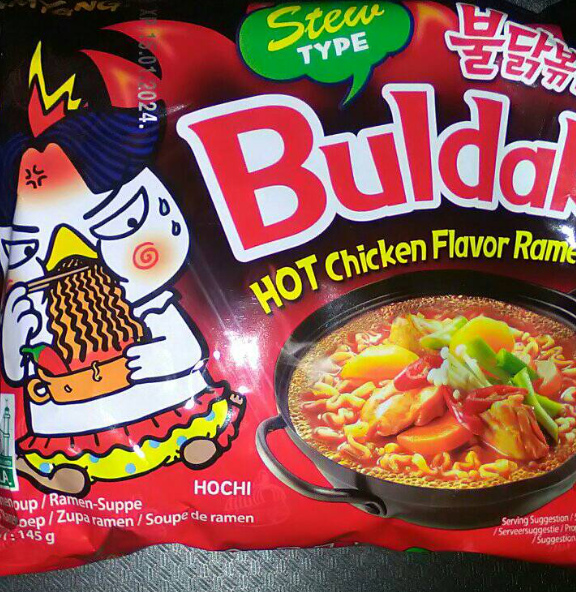 Stew
TYPE
불닭볶
Buldak
HOT Chicken Flavor Rame
HOCHI
Ramen-Suppe
Zupa ramen / Soupe de ramen
145 g
Serving Suggestion /
/ Serveersuggestie /